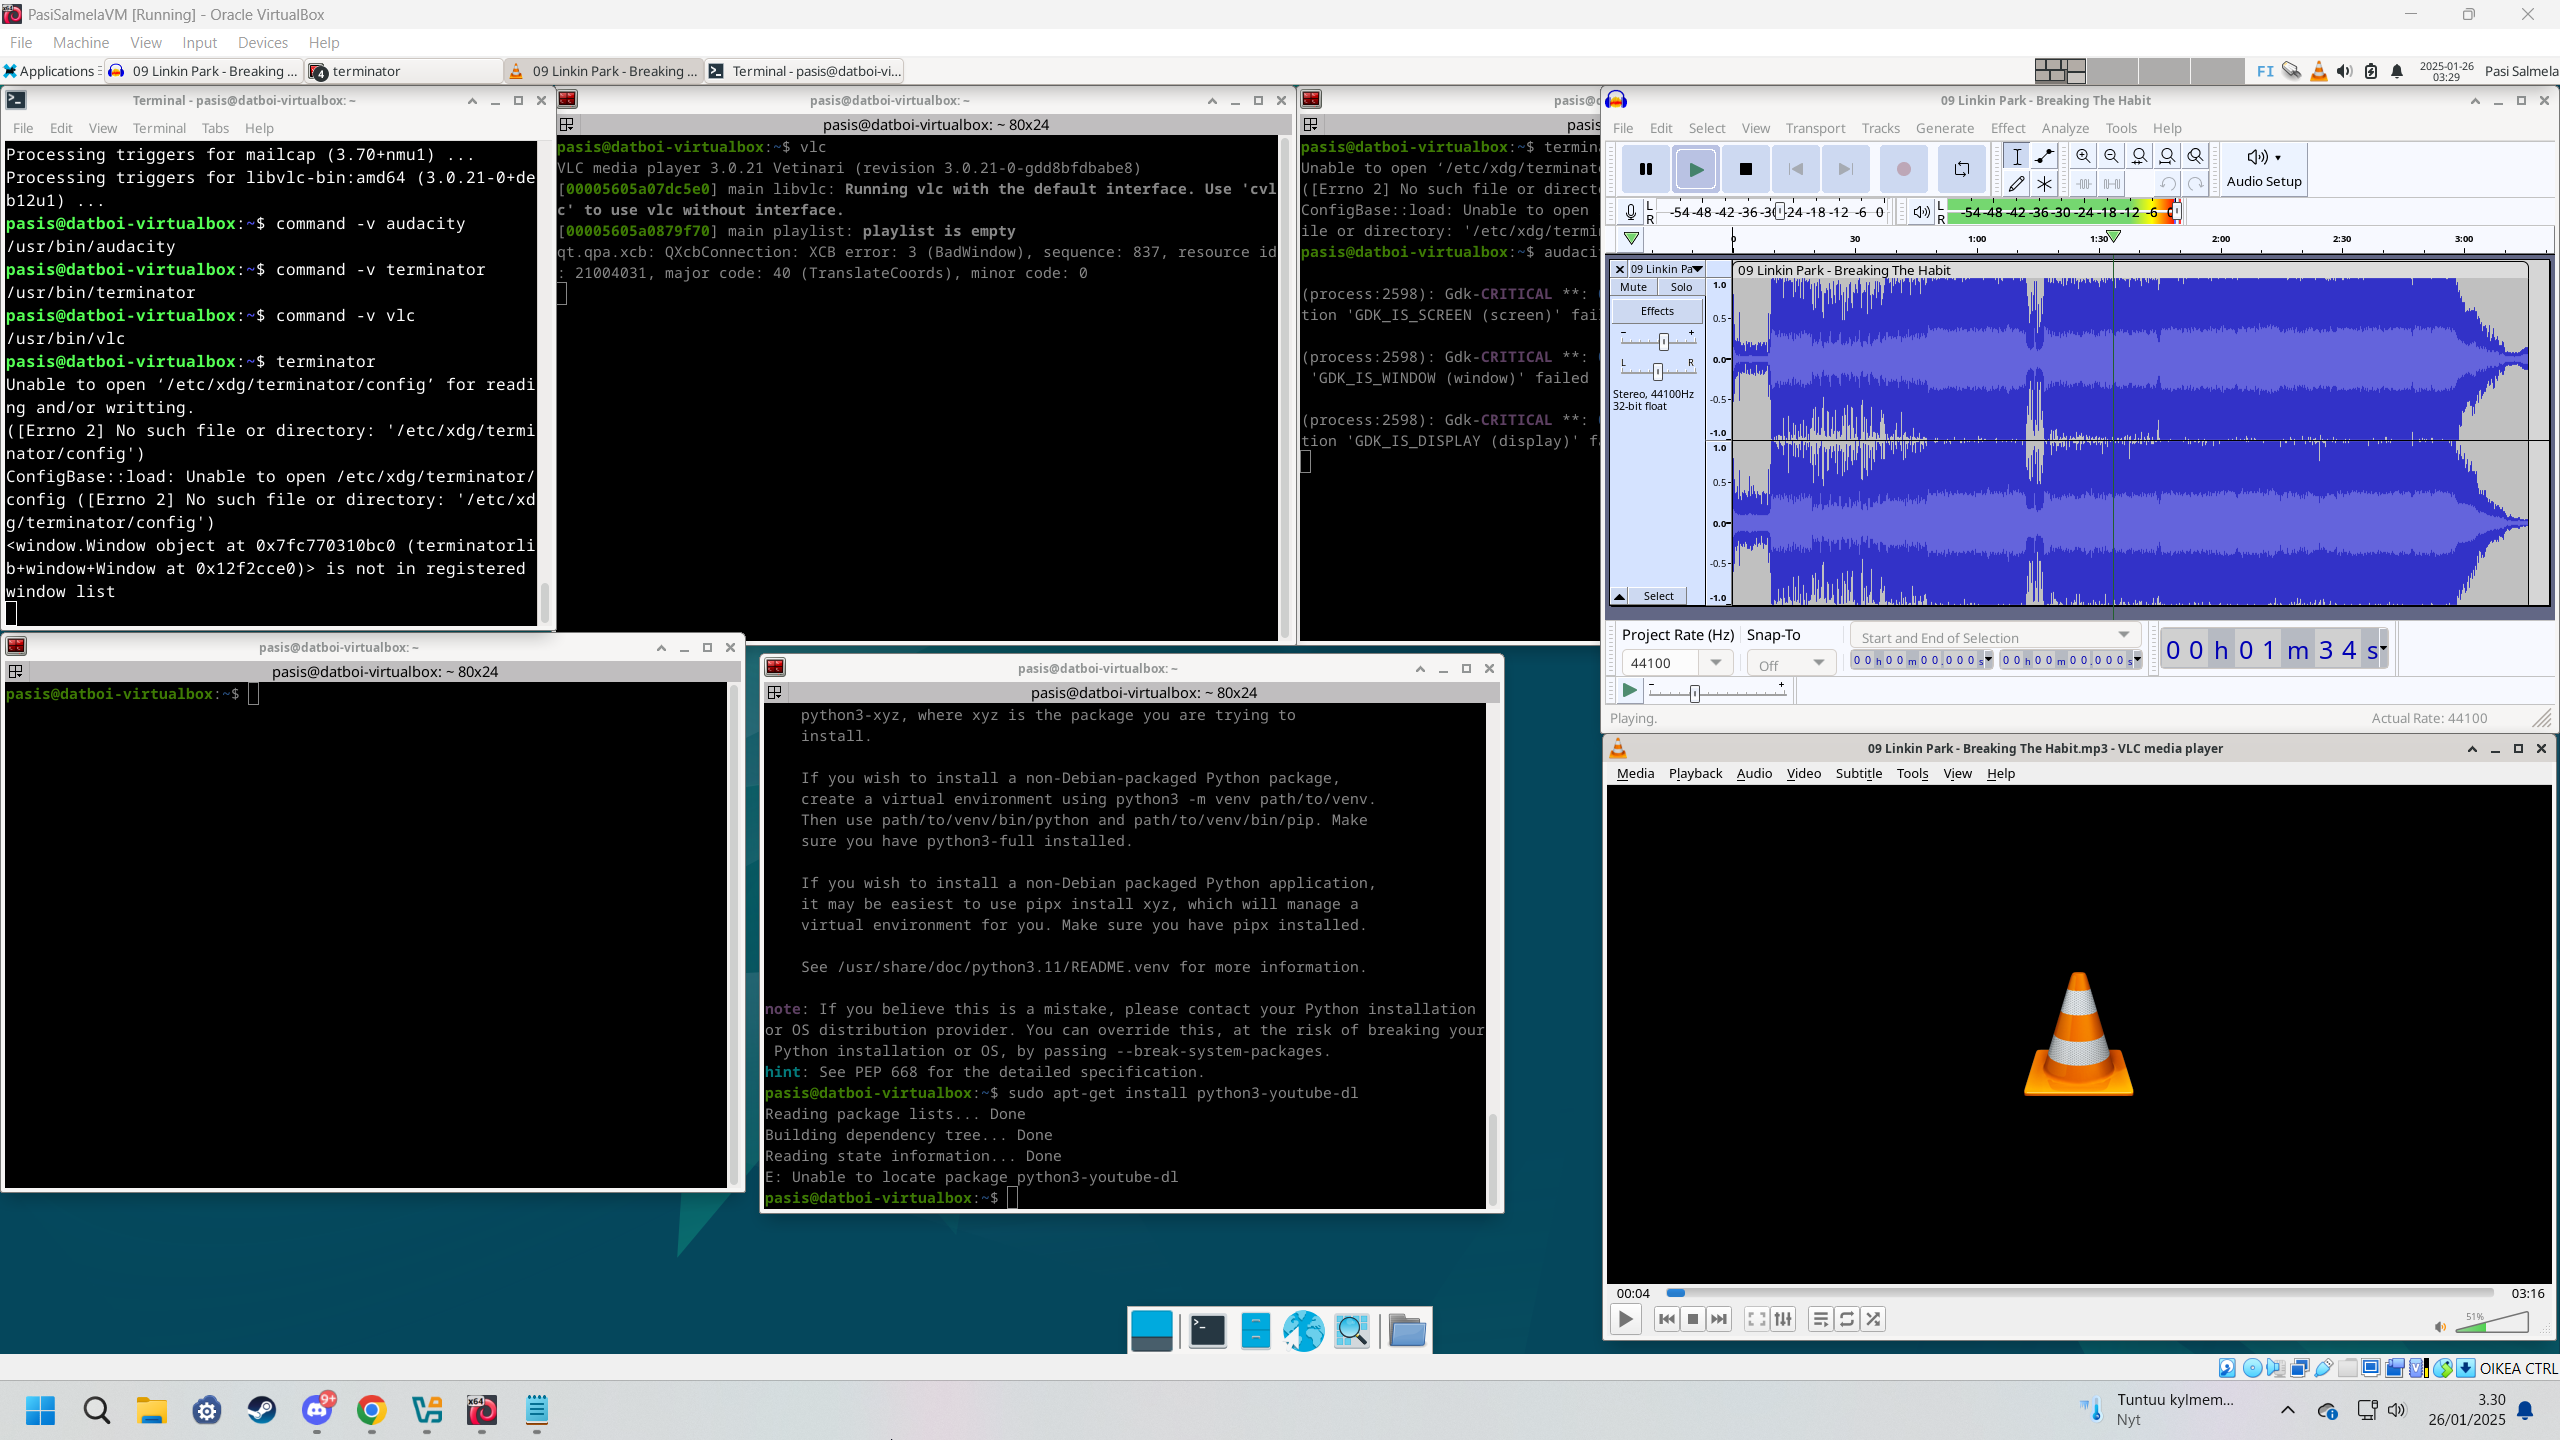 PasiSalmelaVM [Running] - Oracle VirtualBox
File Machine View Input Devices Help
Applications 09 Linkin Park - Breaking ... 4 terminator 09 Linkin Park - Breaking ... Terminal - pasis@datboi-vi... FI 2025-01-26 03:29 Pasi Salmela
Terminal - pasis@datboi-virtualbox: ~
File Edit View Terminal Tabs Help
Processing triggers for mailcap (3.70+nmu1) ...
Processing triggers for libvlc-bin:amd64 (3.0.21-0+de
b12u1) ...
pasis@datboi-virtualbox:~$ command -v audacity
/usr/bin/audacity
pasis@datboi-virtualbox:~$ command -v terminator
/usr/bin/terminator
pasis@datboi-virtualbox:~$ command -v vlc
/usr/bin/vlc
pasis@datboi-virtualbox:~$ terminator
Unable to open ‘/etc/xdg/terminator/config’ for readi
ng and/or writting.
([Errno 2] No such file or directory: '/etc/xdg/termi
nator/config')
ConfigBase::load: Unable to open /etc/xdg/terminator/
config ([Errno 2] No such file or directory: '/etc/xd
g/terminator/config')
<window.Window object at 0x7fc770310bc0 (terminatorli
b+window+Window at 0x12f2cce0)> is not in registered
window list
pasis@datboi-virtualbox: ~
pasis@datboi-virtualbox: ~ 80x24
pasis@datboi-virtualbox:~$ vlc
VLC media player 3.0.21 Vetinari (revision 3.0.21-0-gdd8bfdbabe8)
[00005605a07dc5e0] main libvlc: Running vlc with the default interface. Use 'cvl
c' to use vlc without interface.
[00005605a0879f70] main playlist: playlist is empty
qt.qpa.xcb: QXcbConnection: XCB error: 3 (BadWindow), sequence: 837, resource id
: 21004031, major code: 40 (TranslateCoords), minor code: 0
pasis@d
pasis
pasis@datboi-virtualbox:~$ termin
Unable to open ‘/etc/xdg/terminat
([Errno 2] No such file or direct
ConfigBase::load: Unable to open
ile or directory: '/etc/xdg/termi
pasis@datboi-virtualbox:~$ audaci
(process:2598): Gdk-CRITICAL **:
tion 'GDK_IS_SCREEN (screen)' fai
(process:2598): Gdk-CRITICAL **:
'GDK_IS_WINDOW (window)' failed
(process:2598): Gdk-CRITICAL **:
tion 'GDK_IS_DISPLAY (display)' f
09 Linkin Park - Breaking The Habit
File Edit Select View Transport Tracks Generate Effect Analyze Tools Help
Audio Setup
L R -54 -48 -42 -36 -30 -24 -18 -12 -6 0
L R -54 -48 -42 -36 -30 -24 -18 -12 -6 0
0 30 1:00 1:30 2:00 2:30 3:00
09 Linkin Pa
09 Linkin Park - Breaking The Habit
Mute Solo
Effects
- +
L R
Stereo, 44100Hz
32-bit float
Select
1.0
0.5
0.0
-0.5
-1.0
1.0
0.5
0.0
-0.5
-1.0
Project Rate (Hz) Snap-To Start and End of Selection
44100 Off 00h00m00.000s 00h00m00.000s 00h01m34s
- +
Playing. Actual Rate: 44100
pasis@datboi-virtualbox: ~
pasis@datboi-virtualbox: ~ 80x24
pasis@datboi-virtualbox:~$
pasis@datboi-virtualbox: ~
pasis@datboi-virtualbox: ~ 80x24
python3-xyz, where xyz is the package you are trying to
install.
If you wish to install a non-Debian-packaged Python package,
create a virtual environment using python3 -m venv path/to/venv.
Then use path/to/venv/bin/python and path/to/venv/bin/pip. Make
sure you have python3-full installed.
If you wish to install a non-Debian packaged Python application,
it may be easiest to use pipx install xyz, which will manage a
virtual environment for you. Make sure you have pipx installed.
See /usr/share/doc/python3.11/README.venv for more information.
note: If you believe this is a mistake, please contact your Python installation
or OS distribution provider. You can override this, at the risk of breaking your
Python installation or OS, by passing --break-system-packages.
hint: See PEP 668 for the detailed specification.
pasis@datboi-virtualbox:~$ sudo apt-get install python3-youtube-dl
Reading package lists... Done
Building dependency tree... Done
Reading state information... Done
E: Unable to locate package python3-youtube-dl
pasis@datboi-virtualbox:~$
09 Linkin Park - Breaking The Habit.mp3 - VLC media player
Media Playback Audio Video Subtitle Tools View Help
00:04 03:16
51%
OIKEA CTRL
9+ x64
Tuntuu kylmem...
Nyt
3.30
26/01/2025